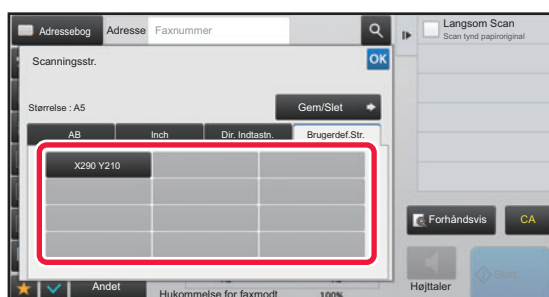 Adressebog Adresse Faxnummer
Langsom Scan
Scan tynd papiroriginal
Scanningsstr.
OK
Størrelse : A5
Gem/Slet
AB Inch Dir. Indtastn. Brugerdef.Str.
X290 Y210
Forhåndsvis CA
Start
Andet
Højttaler
Hukommelse for faxmodt 100%